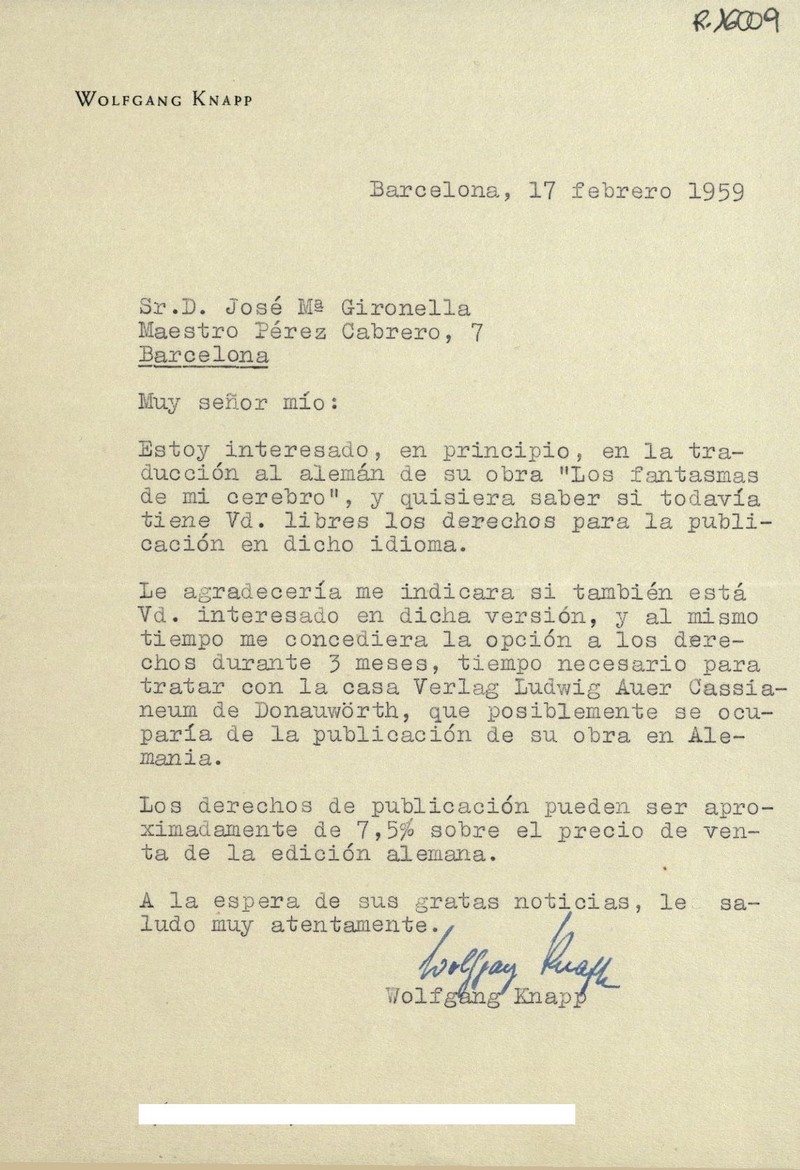 R.X6009
WOLFGANG KNAPP
Barcelona, 17 febrero 1959
Sr.D. José Mª Gironella
Maestro Pérez Cabrero, 7
Barcelona
Muy señor mío:
Estoy interesado, en principio, en la tra-
ducción al alemán de su obra "Los fantasmas
de mi cerebro", y quisiera saber si todavía
tiene Vd. libres los derechos para la publi-
cación en dicho idioma.
Le agradecería me indicara si también está
Vd. interesado en dicha versión, y al mismo
tiempo me concediera la opción a los dere-
chos durante 3 meses, tiempo necesario para
tratar con la casa Verlag Ludwig Auer Cassia-
neum de Donauwörth, que posiblemente se ocu-
paría de la publicación de su obra en Ale-
mania.
Los derechos de publicación pueden ser apro-
ximadamente de 7,5% sobre el precio de ven-
ta de la edición alemana.
A la espera de sus gratas noticias, le sa-
ludo muy atentamente.
Wolfgang Knapp
Wolfgang Knapp